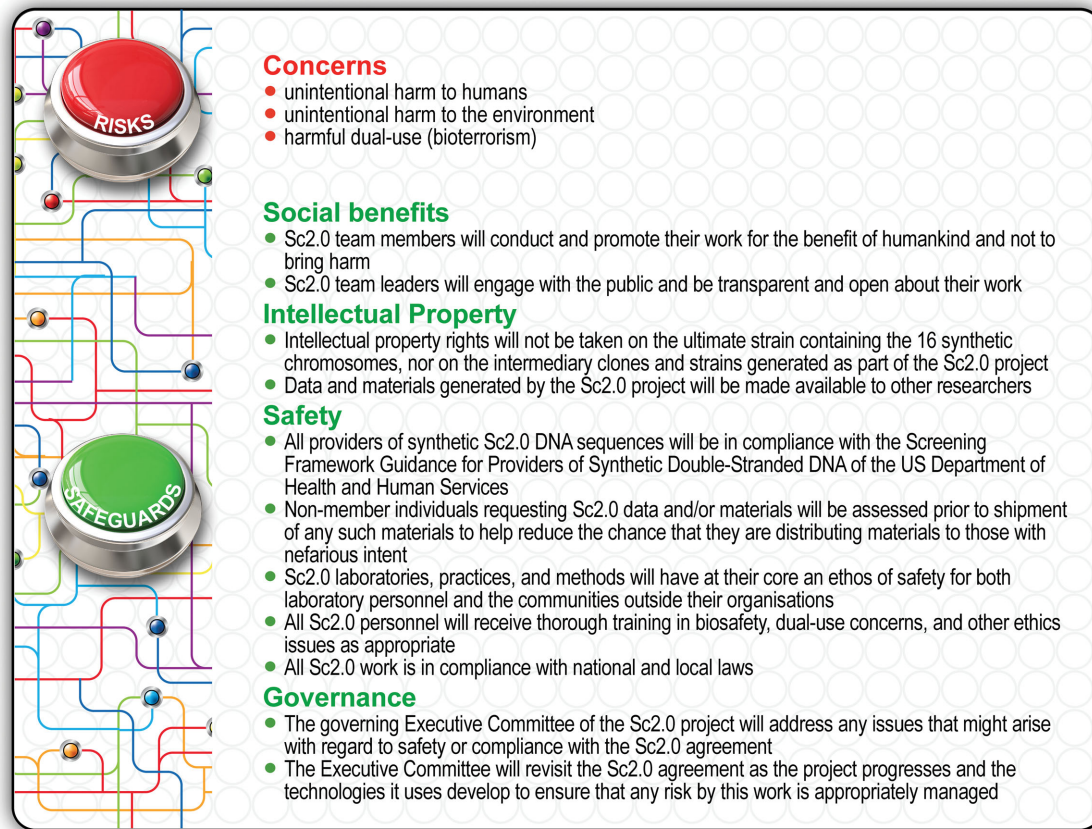 RISKS
Concerns
• unintentional harm to humans
• unintentional harm to the environment
• harmful dual-use (bioterrorism)
Social benefits
• Sc2.0 team members will conduct and promote their work for the benefit of humankind and not to
bring harm
• Sc2.0 team leaders will engage with the public and be transparent and open about their work
Intellectual Property
• Intellectual property rights will not be taken on the ultimate strain containing the 16 synthetic
chromosomes, nor on the intermediary clones and strains generated as part of the Sc2.0 project
• Data and materials generated by the Sc2.0 project will be made available to other researchers
Safety
• All providers of synthetic Sc2.0 DNA sequences will be in compliance with the Screening
Framework Guidance for Providers of Synthetic Double-Stranded DNA of the US Department of
Health and Human Services
• Non-member individuals requesting Sc2.0 data and/or materials will be assessed prior to shipment
of any such materials to help reduce the chance that they are distributing materials to those with
nefarious intent
• Sc2.0 laboratories, practices, and methods will have at their core an ethos of safety for both
laboratory personnel and the communities outside their organisations
• All Sc2.0 personnel will receive thorough training in biosafety, dual-use concerns, and other ethics
issues as appropriate
• All Sc2.0 work is in compliance with national and local laws
SAFEGUARDS
Governance
• The governing Executive Committee of the Sc2.0 project will address any issues that might arise
with regard to safety or compliance with the Sc2.0 agreement
• The Executive Committee will revisit the Sc2.0 agreement as the project progresses and the
technologies it uses develop to ensure that any risk by this work is appropriately managed